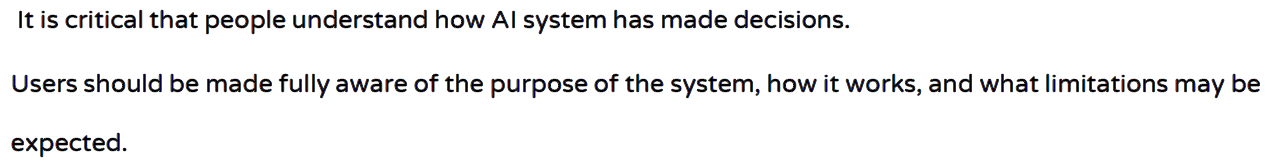 It is critical that people understand how AI system has made decisions.
Users should be made fully aware of the purpose of the system, how it works, and what limitations may be
expected.